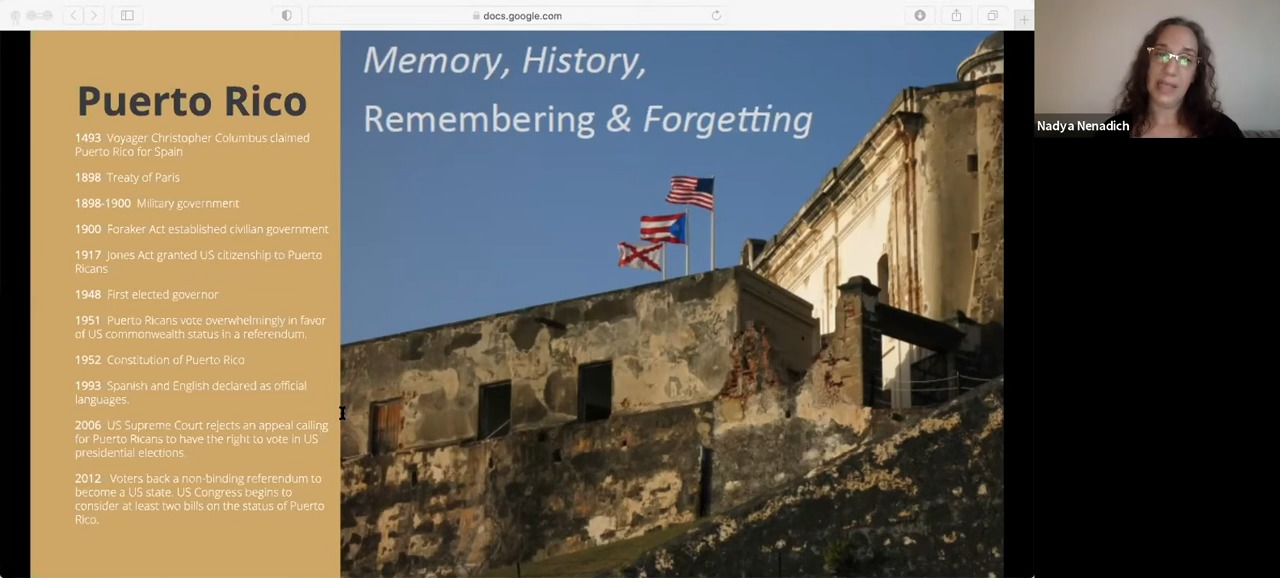 docs.google.com
Memory, History,
Remembering & Forgetting
Puerto Rico
1493 Voyager Christopher Columbus claimed
Puerto Rico for Spain
1898 Treaty of Paris
1898-1900 Military government
1900 Foraker Act established civilian government
1917 Jones Act granted US citizenship to Puerto
Ricans
1948 First elected governor
1951 Puerto Ricans vote overwhelmingly in favor
of US commonwealth status in a referendum.
1952 Constitution of Puerto Rico
1993 Spanish and English declared as official
languages.
2006 US Supreme Court rejects an appeal calling
for Puerto Ricans to have the right to vote in US
presidential elections.
2012 Voters back a non-binding referendum to
become a US state. US Congress begins to
consider at least two bills on the status of Puerto
Rico.
Nadya Nenadich